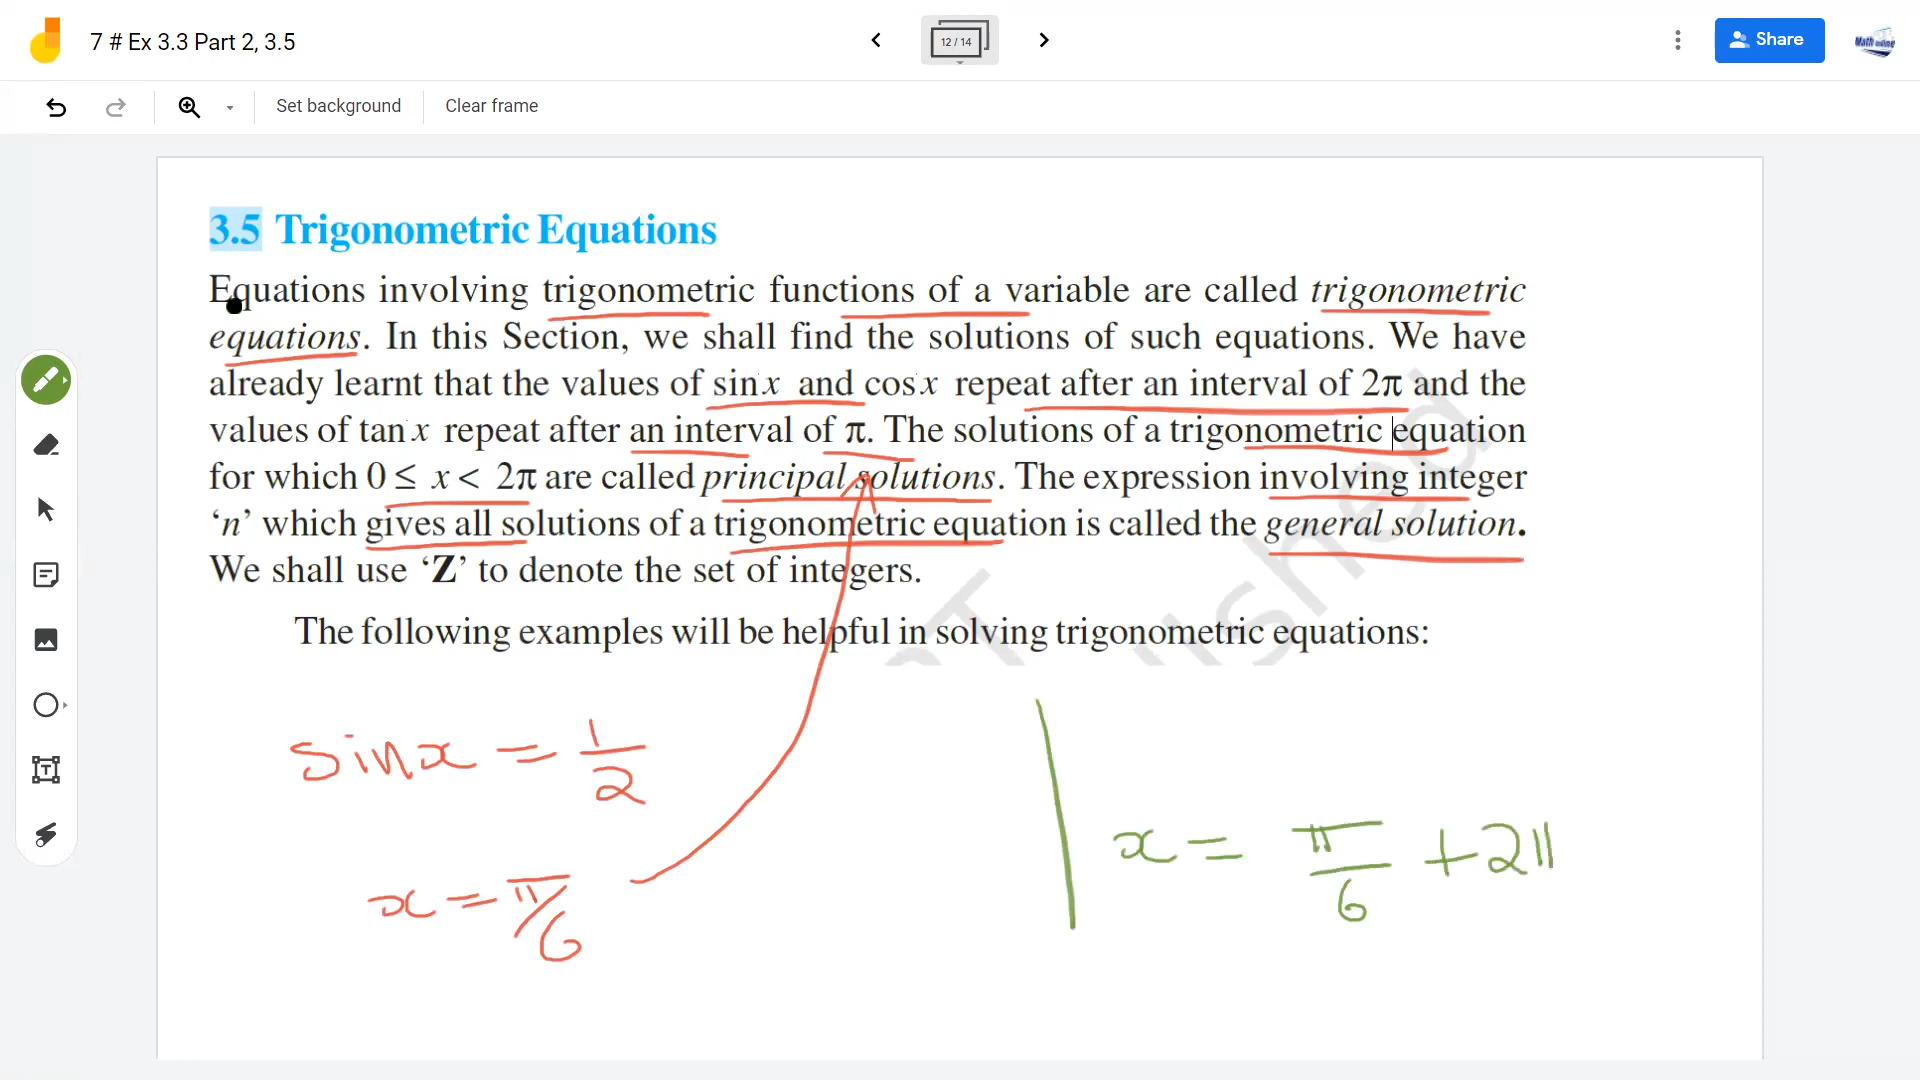 7 # Ex 3.3 Part 2, 3.5
12 / 14
Share
Math online
Set background
Clear frame
3.5 Trigonometric Equations
Equations involving trigonometric functions of a variable are called trigonometric
equations. In this Section, we shall find the solutions of such equations. We have
already learnt that the values of sin x and cos x repeat after an interval of 2π and the
values of tan x repeat after an interval of π. The solutions of a trigonometric equation
for which 0 ≤ x < 2π are called principal solutions. The expression involving integer
‘n’ which gives all solutions of a trigonometric equation is called the general solution.
We shall use ‘Z’ to denote the set of integers.
The following examples will be helpful in solving trigonometric equations:
sin x = 1/2
x = π/6
x = π/6 + 2π